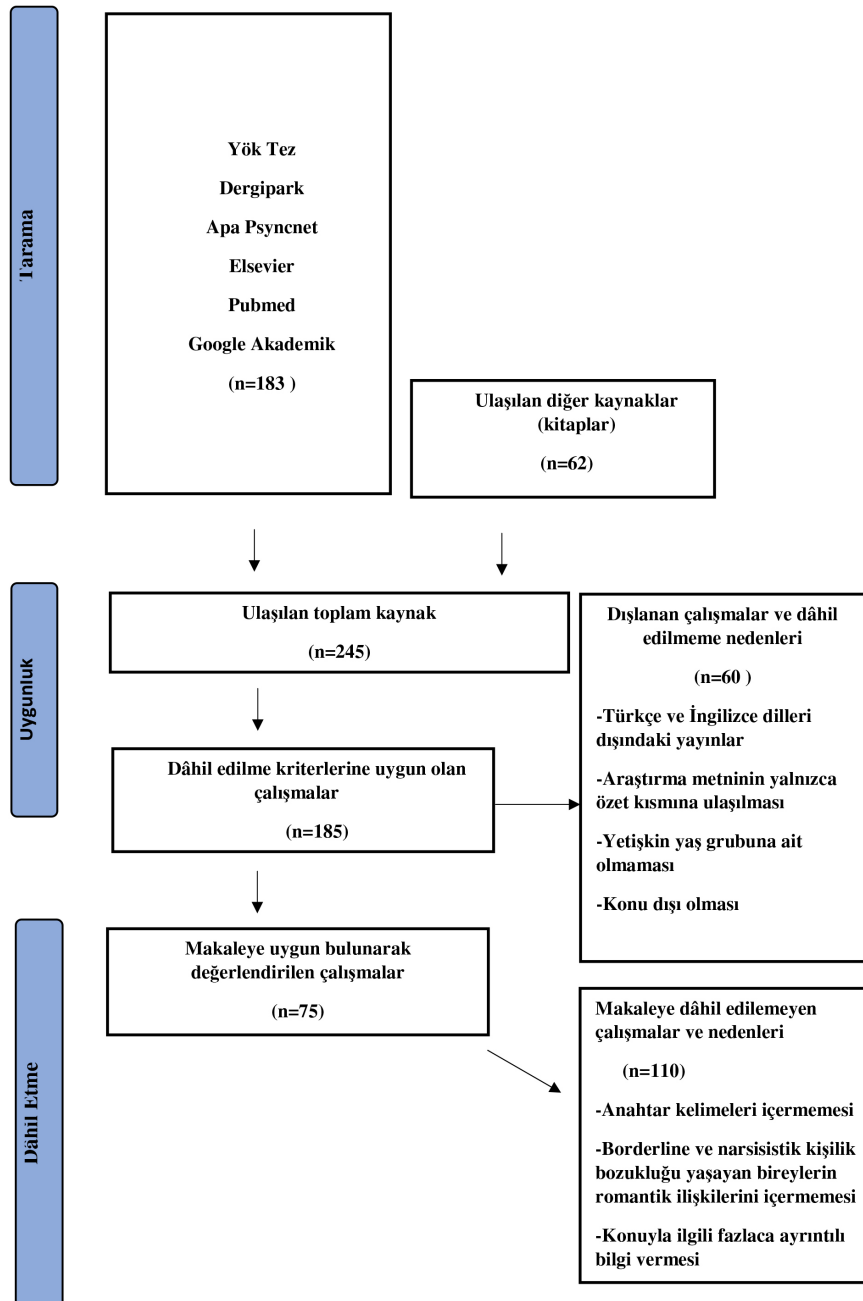 Tarama
Yök Tez
Dergipark
Apa Psyncnet
Elsevier
Pubmed
Google Akademik
(n=183 )
Ulaşılan diğer kaynaklar
(kitaplar)
(n=62)
Uygunluk
Ulaşılan toplam kaynak
(n=245)
Dışlanan çalışmalar ve dâhil
edilmeme nedenleri
(n=60 )
-Türkçe ve İngilizce dilleri
dışındaki yayınlar
-Araştırma metninin yalnızca
özet kısmına ulaşılması
-Yetişkin yaş grubuna ait
olmaması
-Konu dışı olması
Dâhil edilme kriterlerine uygun olan
çalışmalar
(n=185)
Dâhil Etme
Makaleye uygun bulunarak
değerlendirilen çalışmalar
(n=75)
Makaleye dâhil edilemeyen
çalışmalar ve nedenleri
(n=110)
-Anahtar kelimeleri içermemesi
-Borderline ve narsisistik kişilik
bozukluğu yaşayan bireylerin
romantik ilişkilerini içermemesi
-Konuyla ilgili fazlaca ayrıntılı
bilgi vermesi